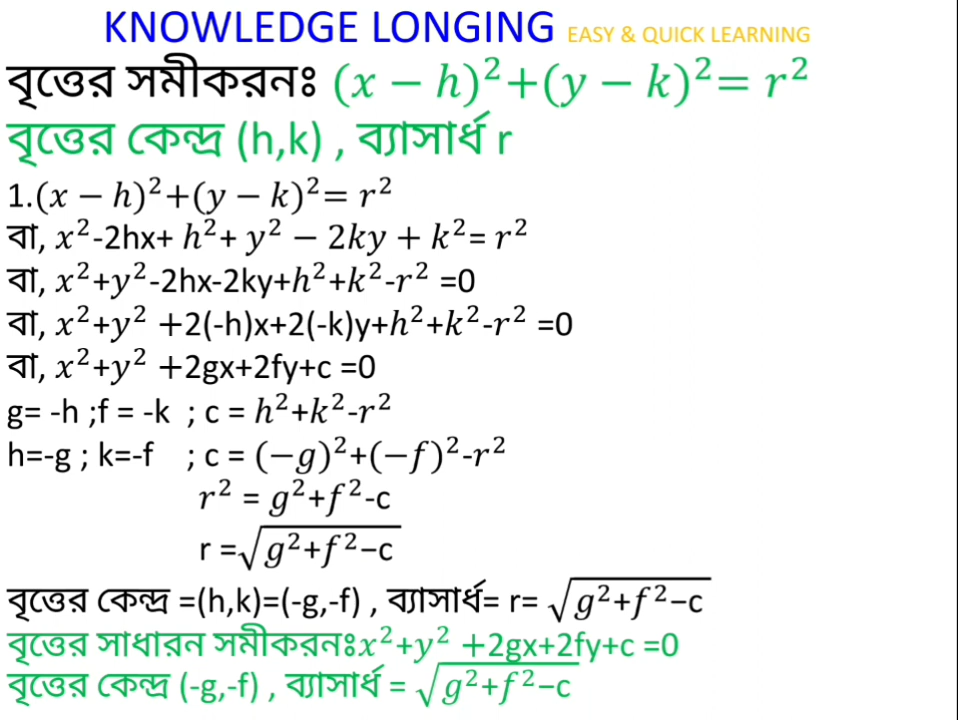 KNOWLEDGE LONGING EASY & QUICK LEARNING
বৃত্তের সমীকরনঃ (x − h)²+(y − k)²= r²
বৃত্তের কেন্দ্র (h,k) , ব্যাসার্ধ r
1.(x − h)²+(y − k)²= r²
বা, x²-2hx+ h²+ y² − 2ky + k²= r²
বা, x²+y²-2hx-2ky+h²+k²-r² =0
বা, x²+y² +2(-h)x+2(-k)y+h²+k²-r² =0
বা, x²+y² +2gx+2fy+c =0
g= -h ;f = -k ; c = h²+k²-r²
h=-g ; k=-f ; c = (−g)²+(−f)²-r²
r² = g²+f²-c
r =√(g²+f²−c)
বৃত্তের কেন্দ্র =(h,k)=(-g,-f) , ব্যাসার্ধ= r= √(g²+f²−c)
বৃত্তের সাধারন সমীকরনঃx²+y² +2gx+2fy+c =0
বৃত্তের কেন্দ্র (-g,-f) , ব্যাসার্ধ = √(g²+f²−c)